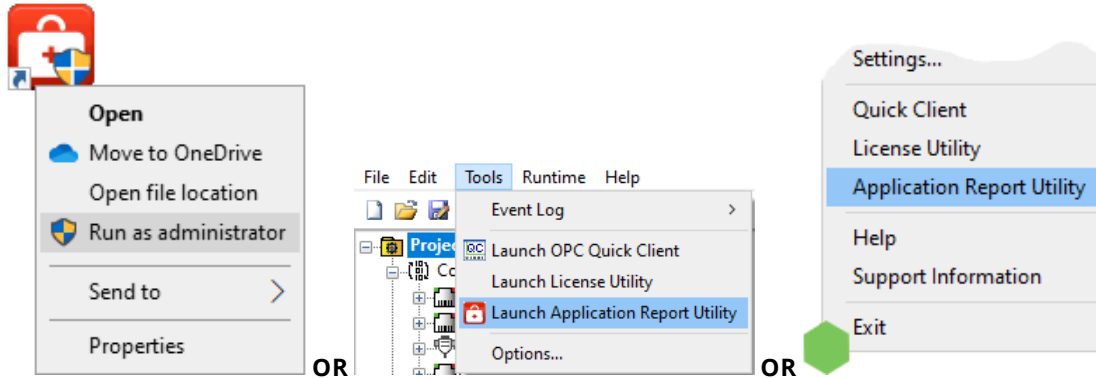 Open
Move to OneDrive
Open file location
Run as administrator
Send to
Properties
OR
File Edit Tools Runtime Help
Event Log
Launch OPC Quick Client
Launch License Utility
Launch Application Report Utility
Options...
OR
Settings...
Quick Client
License Utility
Application Report Utility
Help
Support Information
Exit